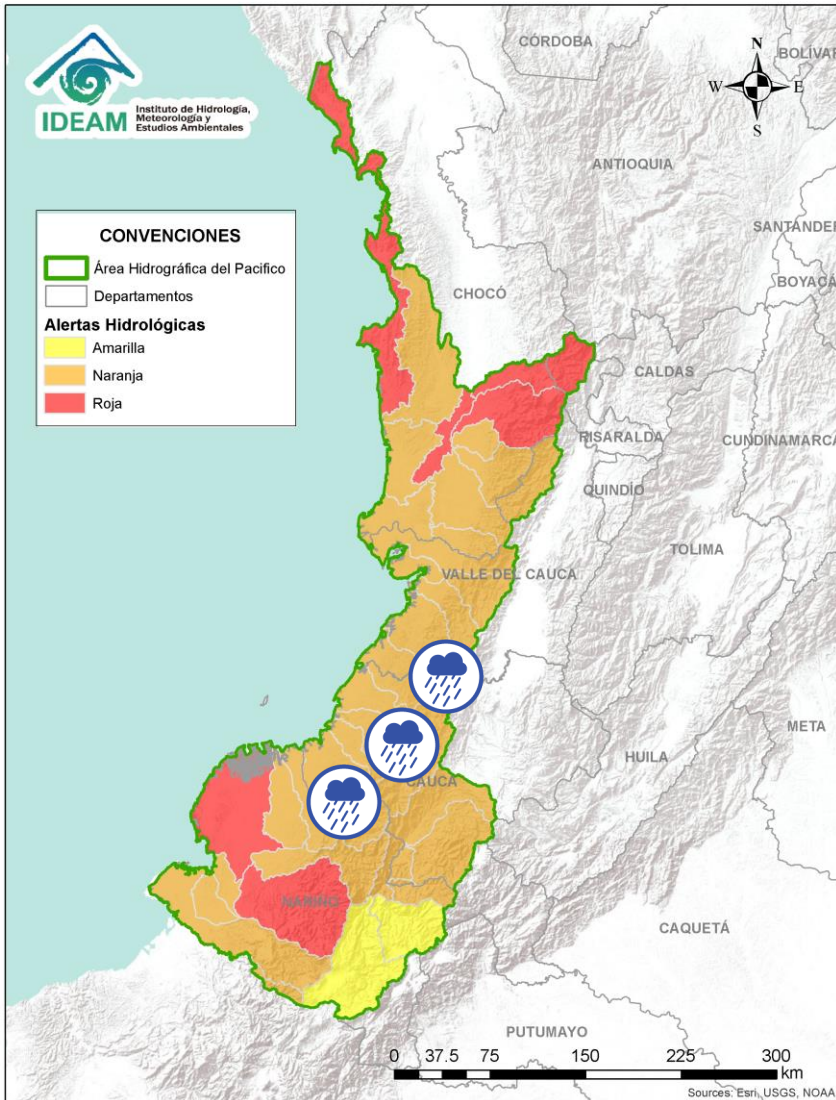 IDEAM
Instituto de Hidrología,
Meteorología y
Estudios Ambientales
CONVENCIONES
Área Hidrográfica del Pacifico
Departamentos
Alertas Hidrológicas
Amarilla
Naranja
Roja
N
W E
S
CÓRDOBA
BOLÍVAR
ANTIOQUIA
SANTANDER
BOYACÁ
CHOCÓ
CALDAS
RISARALDA
CUNDINAMARCA
QUINDÍO
TOLIMA
VALLE DEL CAUCA
META
HUILA
CAUCA
NARIÑO
CAQUETÁ
PUTUMAYO
0 37.5 75 150 225 300
km
Sources: Esri, USGS, NOAA